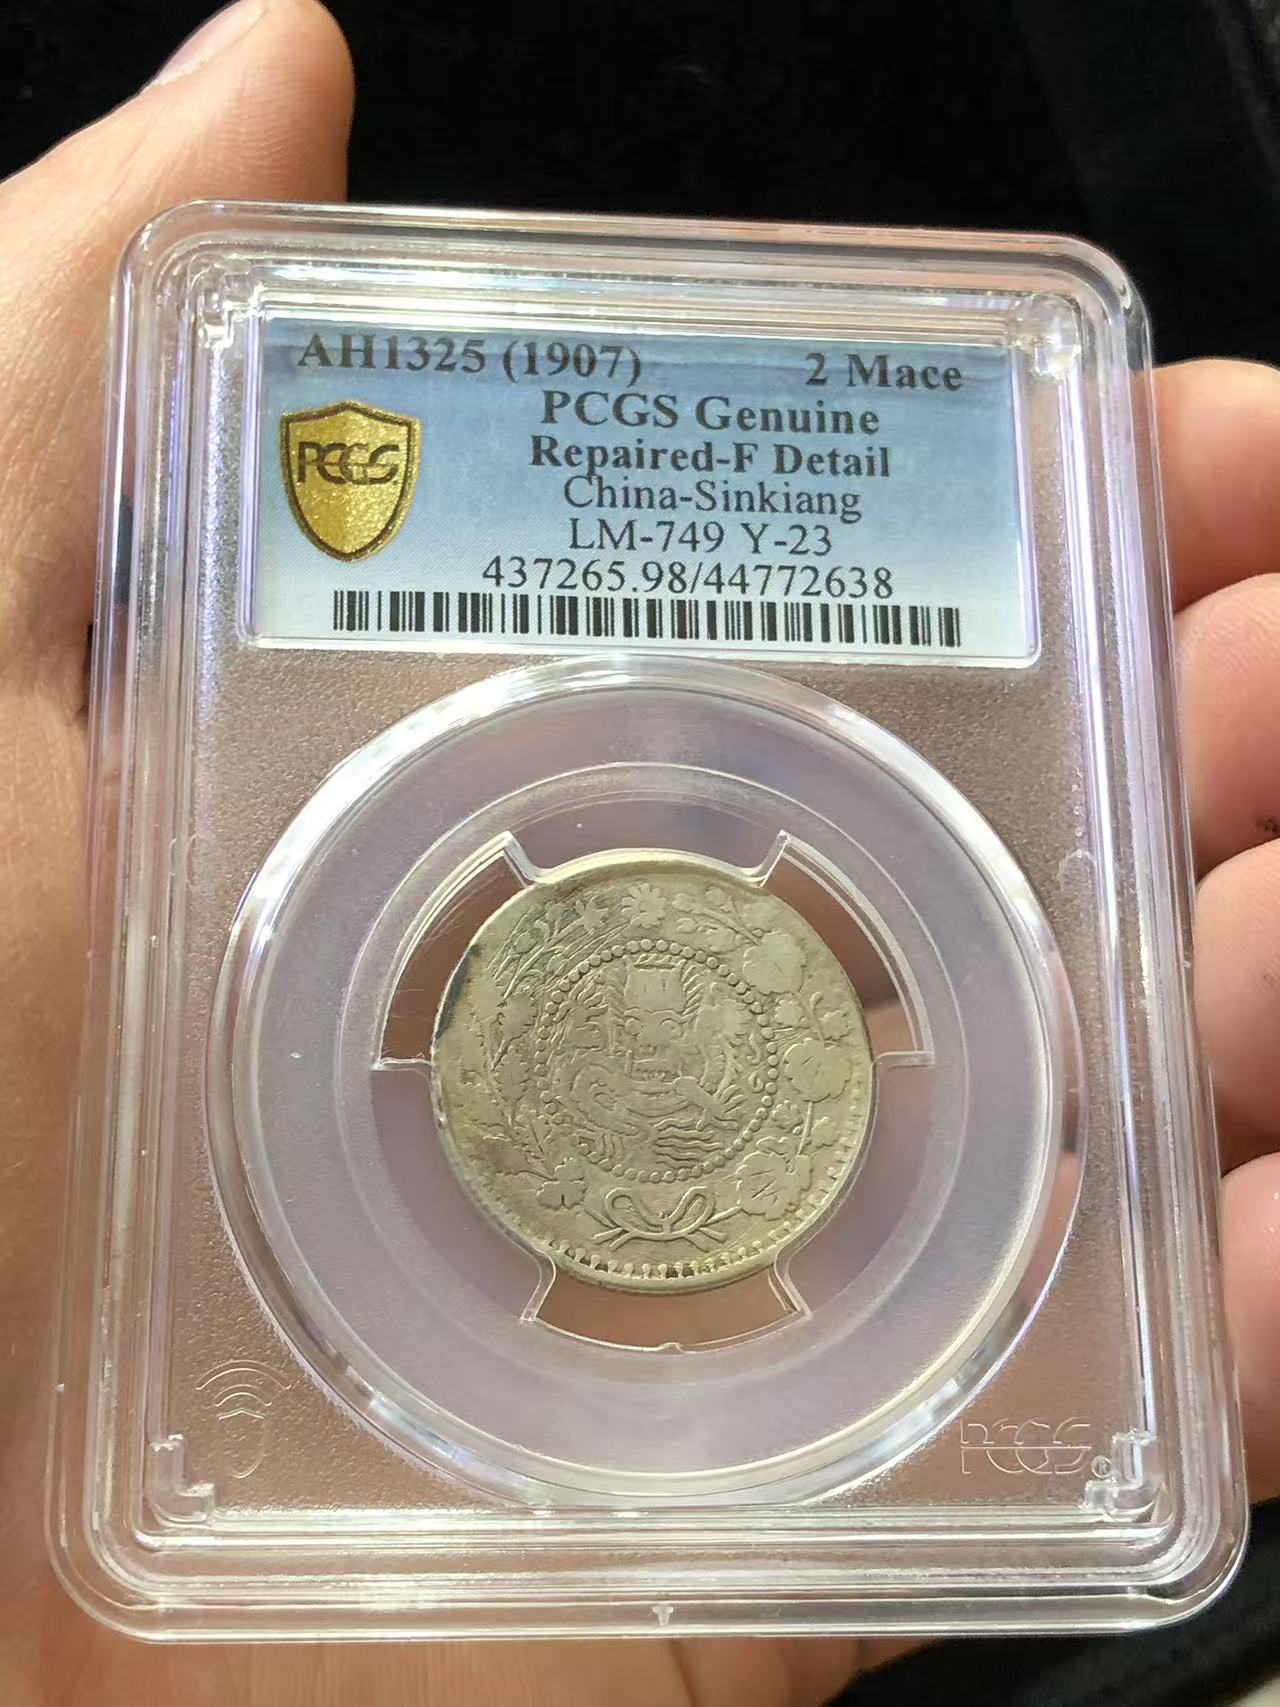 AH1325 (1907) 2 Mace
PCGS Genuine
Repaired-F Detail
China-Sinkiang
LM-749 Y-23
437265.98/44772638
PCGS
PCGS